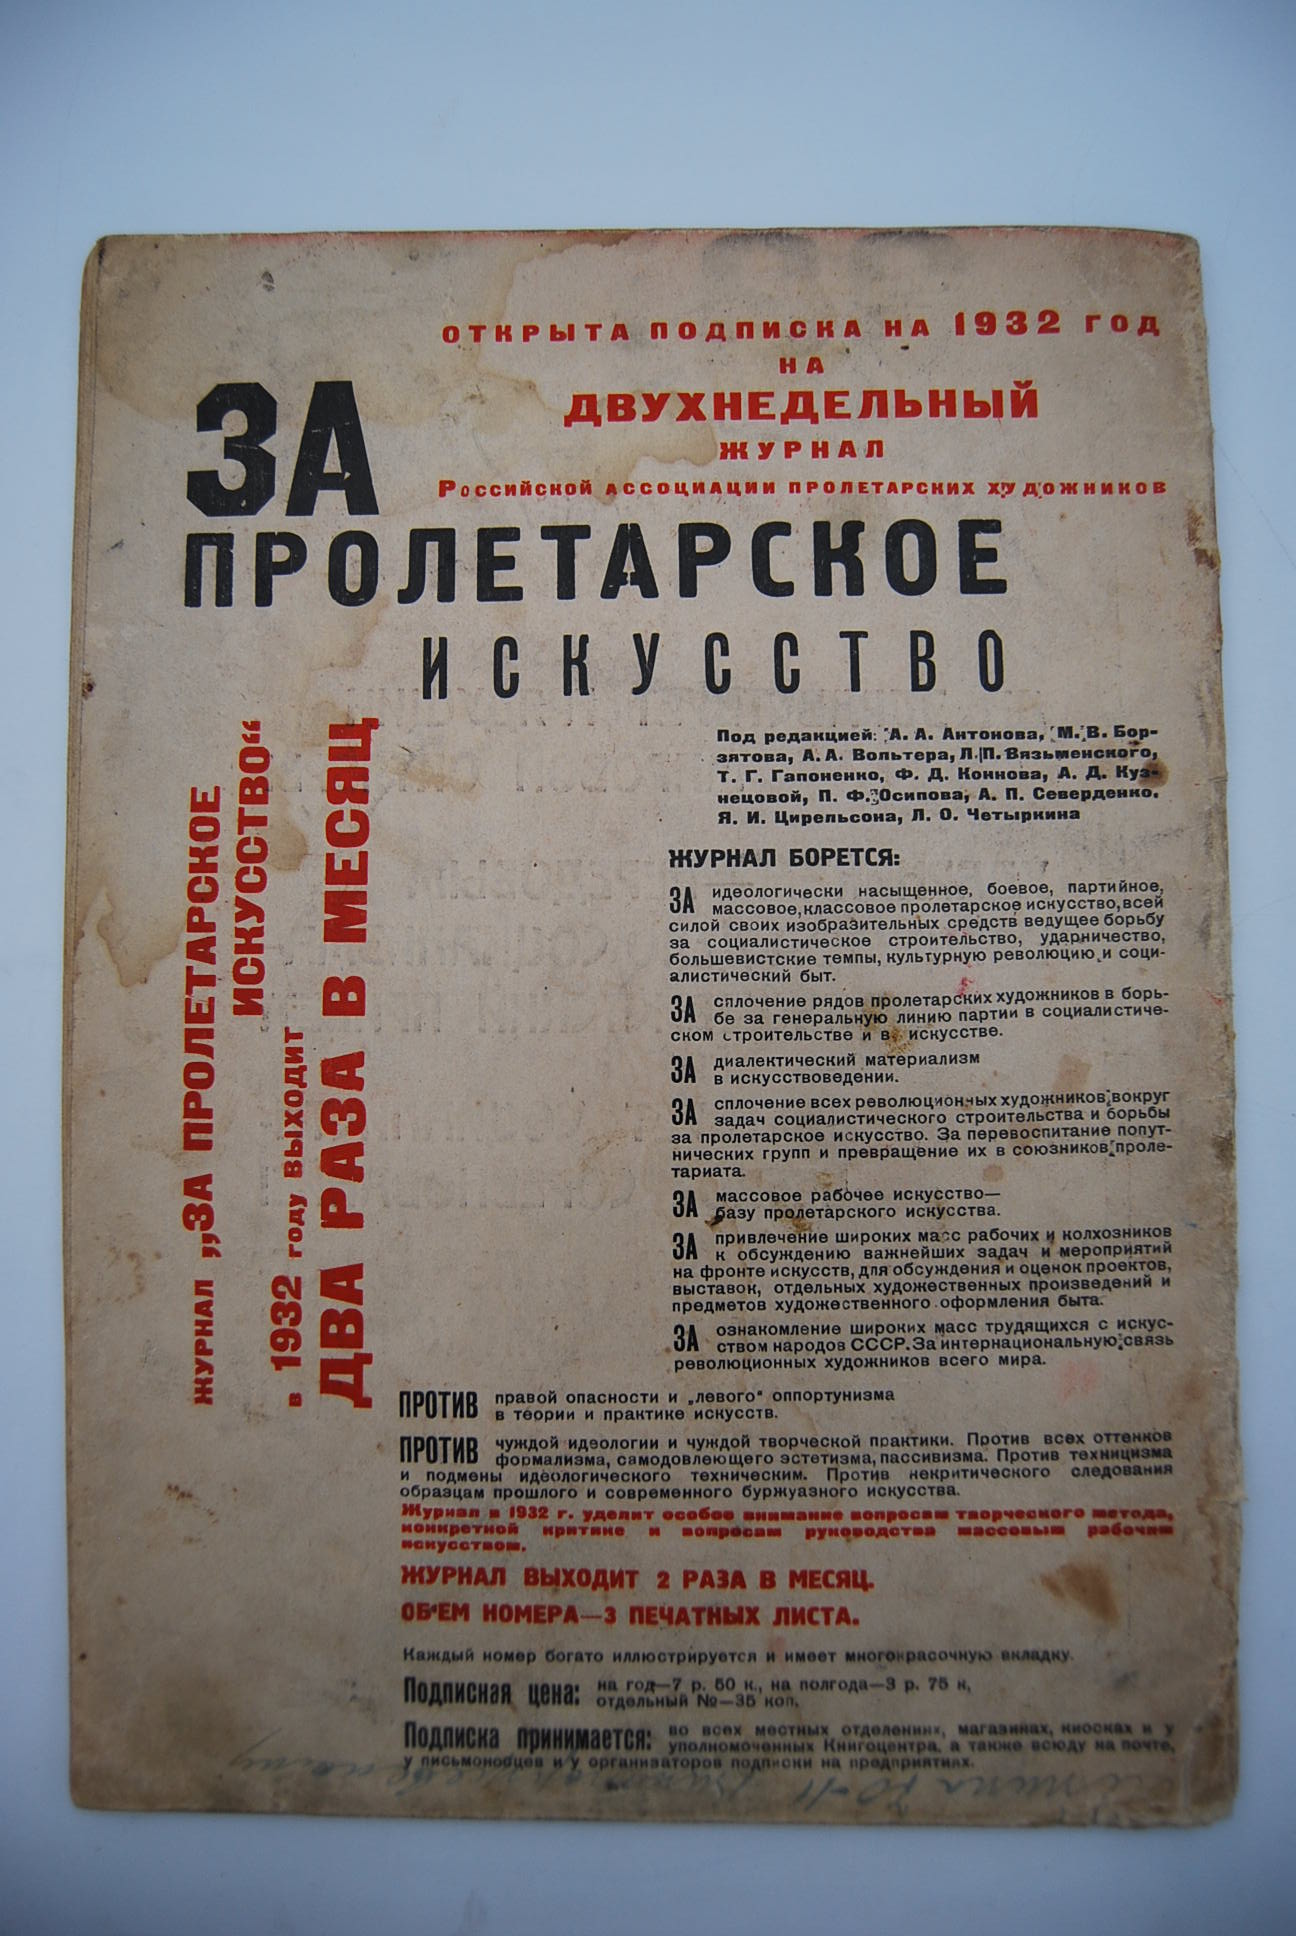 ОТКРЫТА ПОДПИСКА НА 1932 ГОД
НА
ДВУХНЕДЕЛЬНЫЙ
ЖУРНАЛ
Российской ассоциации пролетарских художников
ЗА
ПРОЛЕТАРСКОЕ
ИСКУССТВО
ЖУРНАЛ „ЗА ПРОЛЕТАРСКОЕ
ИСКУССТВО“
в 1932 году выходит
ДВА РАЗА В МЕСЯЦ
Под редакцией: А. А. Антонова, М. В. Бор-
зятова, А. А. Вольтера, Л. П. Вязьменского,
Т. Г. Гапоненко, Ф. Д. Коннова, А. Д. Куз-
нецовой, П. Ф. Осипова, А. П. Северденко,
Я. И. Цирельсона, Л. О. Четыркина
ЖУРНАЛ БОРЕТСЯ:
ЗА идеологически насыщенное, боевое, партийное,
массовое, классовое пролетарское искусство, всей
силой своих изобразительных средств ведущее борьбу
за социалистическое строительство, ударничество,
большевистские темпы, культурную революцию и соци-
алистический быт.
ЗА сплочение рядов пролетарских художников в борь-
бе за генеральную линию партии в социалистиче-
ском строительстве и в искусстве.
ЗА диалектический материализм
в искусствоведении.
ЗА сплочение всех революционных художников вокруг
задач социалистического строительства и борьбы
за пролетарское искусство. За перевоспитание попут-
нических групп и превращение их в союзников проле-
тариата.
ЗА массовое рабочее искусство—
базу пролетарского искусства.
ЗА привлечение широких масс рабочих и колхозников
к обсуждению важнейших задач и мероприятий
на фронте искусств, для обсуждения и оценок проектов,
выставок, отдельных художественных произведений и
предметов художественного оформления быта.
ЗА ознакомление широких масс трудящихся с искус-
ством народов СССР. За интернациональную связь
революционных художников всего мира.
ПРОТИВ правой опасности и „левого“ оппортунизма
в теории и практике искусств.
ПРОТИВ чуждой идеологии и чуждой творческой практики. Против всех оттенков
формализма, самодовлеющего эстетизма, пассивизма. Против техницизма
и подмены идеологического техническим. Против некритического следования
образцам прошлого и современного буржуазного искусства.
Журнал в 1932 г. уделит особое внимание вопросам творческого метода,
конкретной критике и вопросам руководства массовым рабочим
искусством.
ЖУРНАЛ ВЫХОДИТ 2 РАЗА В МЕСЯЦ.
ОБ'ЕМ НОМЕРА—3 ПЕЧАТНЫХ ЛИСТА.
Каждый номер богато иллюстрируется и имеет многокрасочную вкладку.
Подписная цена: на год—7 р. 50 к., на полгода—3 р. 75 к,
отдельный №—35 коп.
Подписка принимается: во всех местных отделениях, магазинах, киосках и у
уполномоченных Книгоцентра, а также всюду на почте,
у письмоносцев и у организаторов подписки на предприятиях.